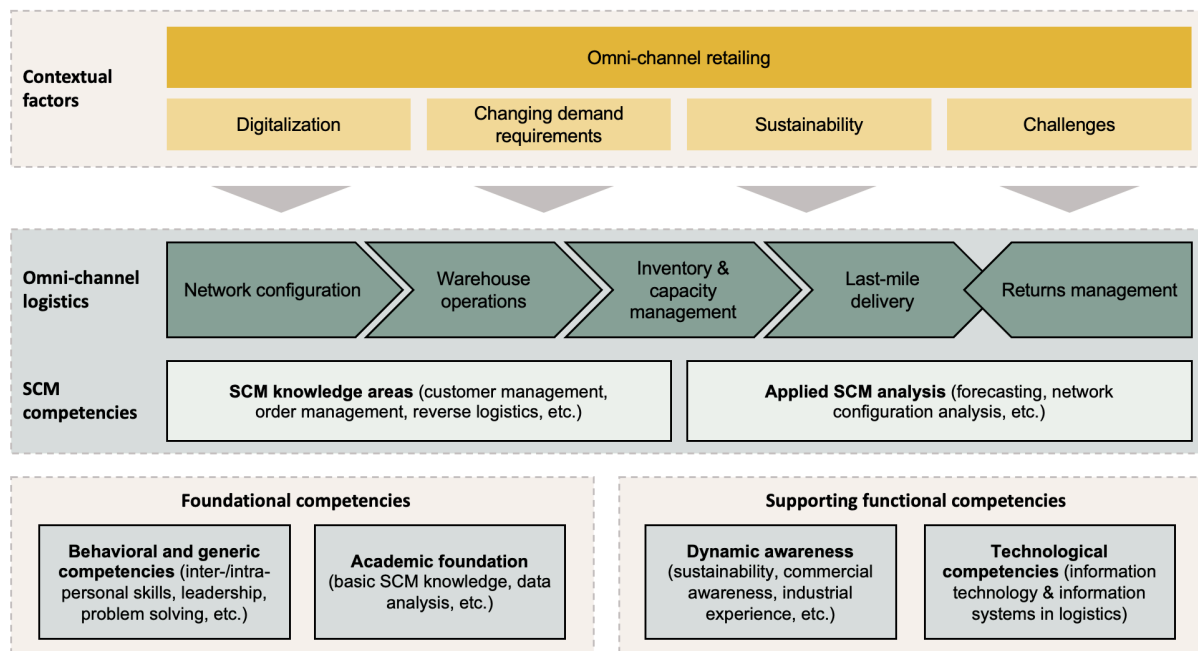 Contextual
factors
Omni-channel retailing
Digitalization
Changing demand
requirements
Sustainability
Challenges
Omni-channel
logistics
Network configuration
Warehouse
operations
Inventory &
capacity
management
Last-mile
delivery
Returns management
SCM
competencies
SCM knowledge areas (customer management,
order management, reverse logistics, etc.)
Applied SCM analysis (forecasting, network
configuration analysis, etc.)
Foundational competencies
Behavioral and generic
competencies (inter-/intra-
personal skills, leadership,
problem solving, etc.)
Academic foundation
(basic SCM knowledge, data
analysis, etc.)
Supporting functional competencies
Dynamic awareness
(sustainability, commercial
awareness, industrial
experience, etc.)
Technological
competencies (information
technology & information
systems in logistics)